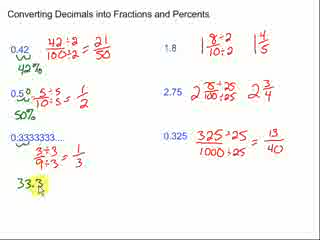 Converting Decimals into Fractions and Percents
0.42 42÷2/100÷2 = 21/50
42%
0.50 5÷5/10÷5 = 1/2
50%
0.3333333....
3÷3/9÷3 = 1/3
33.3
1.8 1 8÷2/10÷2 1 4/5
2.75 2 75÷25/100÷25 2 3/4
0.325 325÷25/1000÷25 = 13/40